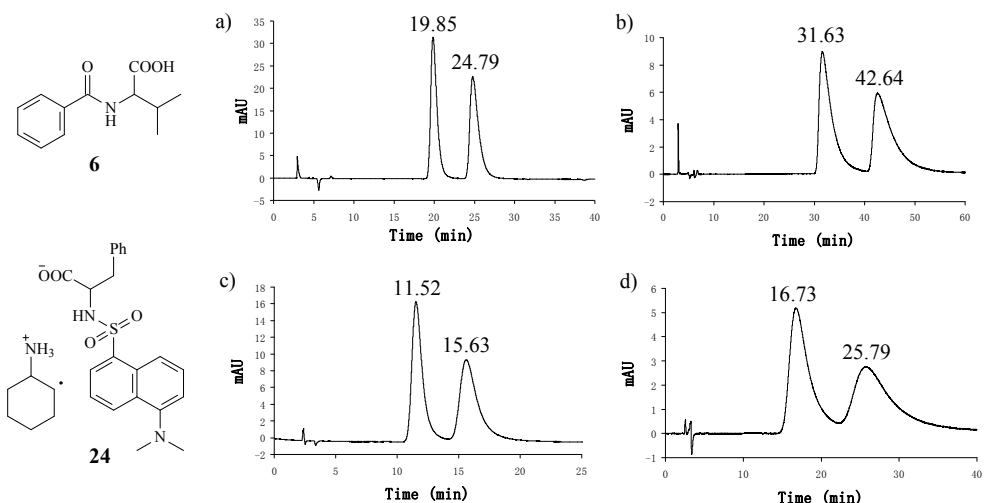 O
COOH
N
H
6
a)
19.85
24.79
35
30
25
20
15
10
5
0
-5
mAU
0 5 10 15 20 25 30 35 40
Time (min)
b)
31.63
42.64
10
8
6
4
2
0
-2
mAU
0 10 20 30 40 50 60
Time (min)
Ph
-OOC
HN
S
O
O
+
NH3
N
24
c)
11.52
15.63
18
16
14
12
10
8
6
4
2
0
-2
mAU
0 5 10 15 20 25
Time (min)
d)
16.73
25.79
6
5
4
3
2
1
0
-1
mAU
0 10 20 30 40
Time (min)